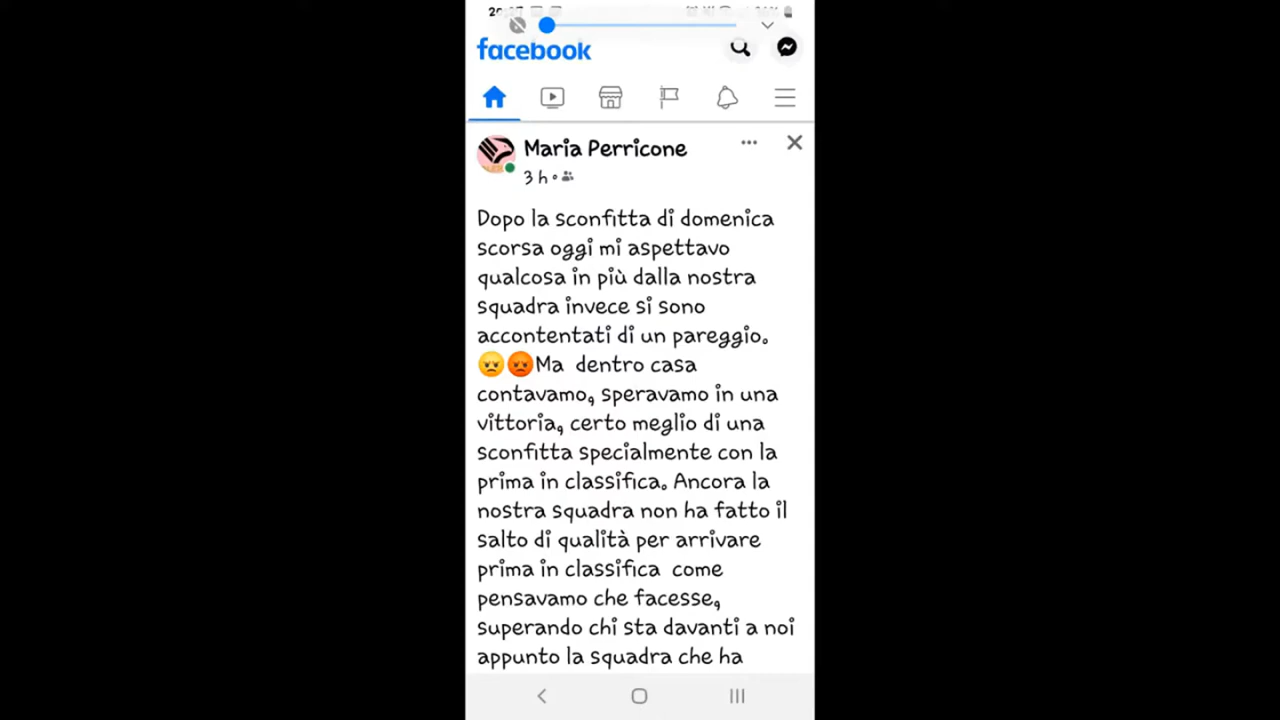 facebook
Maria Perricone
3 h
Dopo la sconfitta di domenica
scorsa oggi mi aspettavo
qualcosa in più dalla nostra
squadra invece si sono
accontentati di un pareggio.
😠😡Ma dentro casa
contavamo, speravamo in una
vittoria, certo meglio di una
sconfitta specialmente con la
prima in classifica. Ancora la
nostra squadra non ha fatto il
salto di qualità per arrivare
prima in classifica come
pensavamo che facesse,
superando chi sta davanti a noi
appunto la squadra che ha